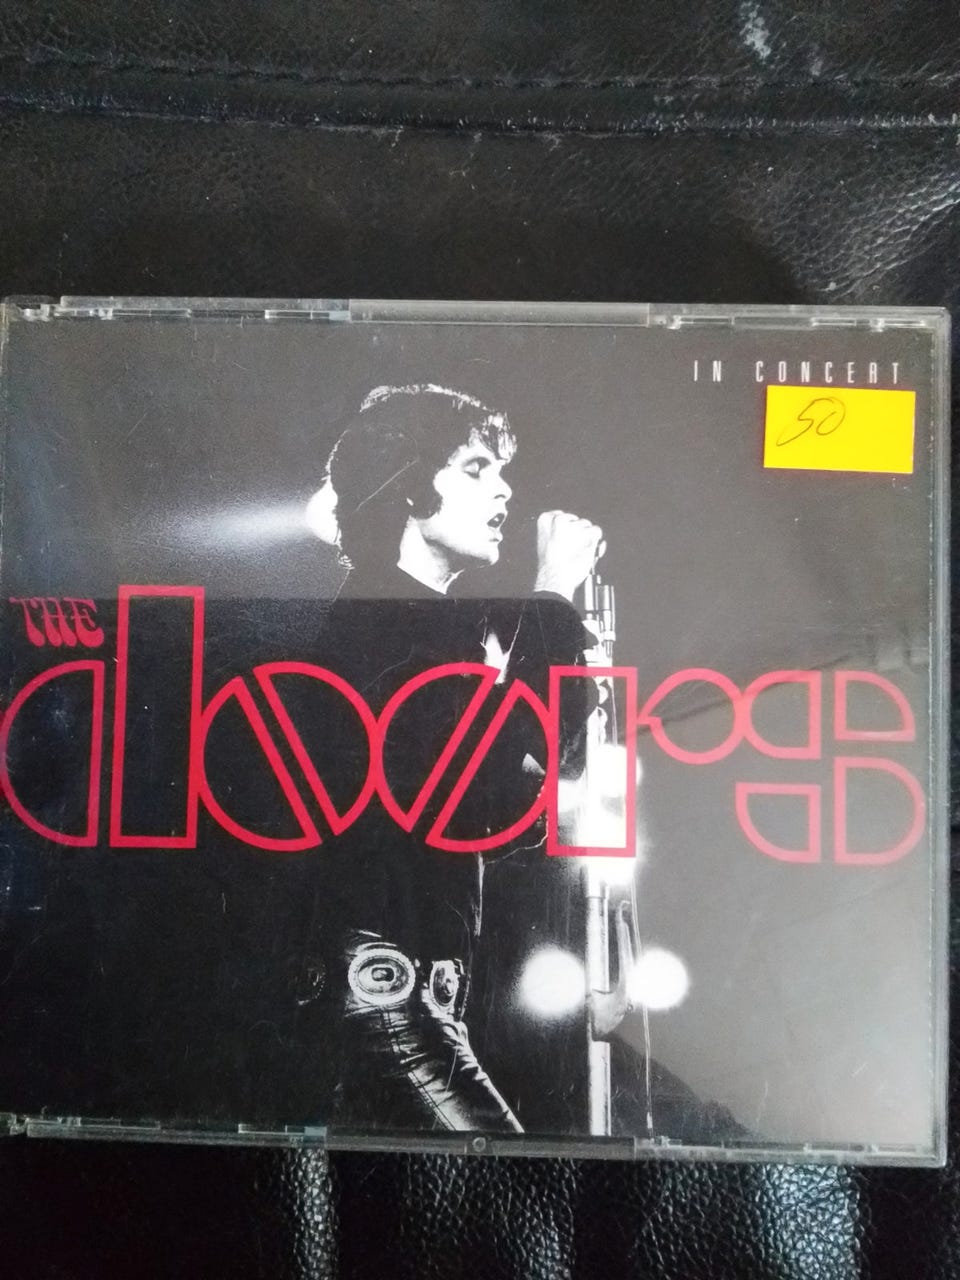 IN CONCERT
50
THE
doors